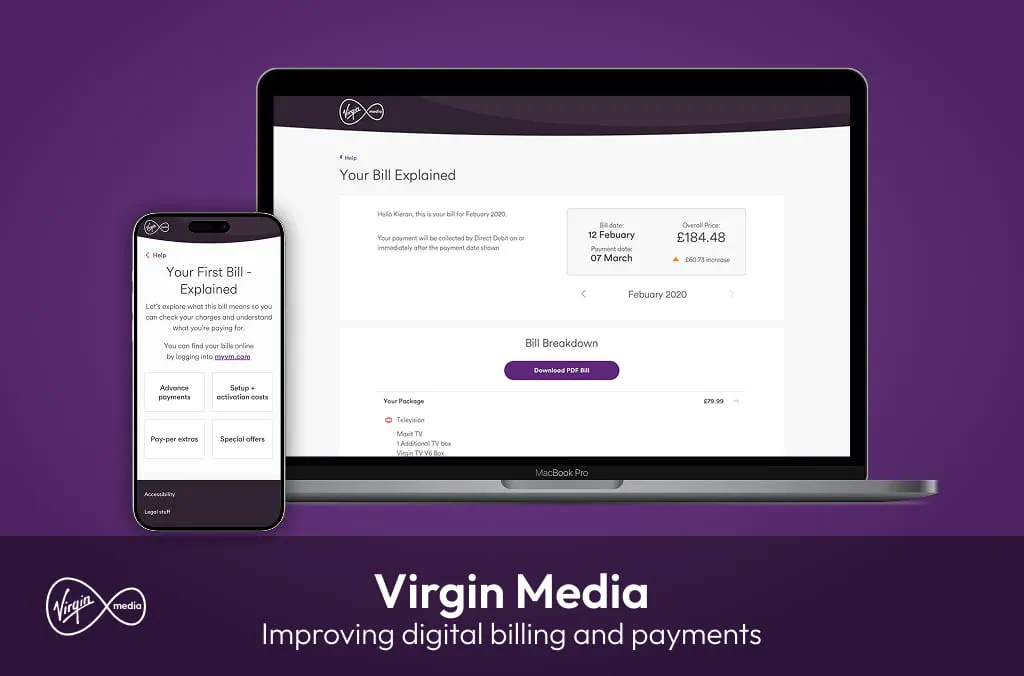 Virgin media
Help
Your Bill Explained
Hello Kieran, this is your bill for Febuary 2020.
Your payment will be collected by Direct Debit on or
immediately after the payment date shown
Bill date:
12 Febuary
Payment date:
07 March
Overall Price:
£184.48
£60.73 increase
Febuary 2020
Bill Breakdown
Download PDF Bill
Your Package £79.99
Television
Maxit TV
1 Additional TV box
Virgin TV V6 Box
MacBook Pro
Virgin media
Help
Your First Bill -
Explained
Let's explore what this bill means so you
can check your charges and understand
what you're paying for.
You can find your bills online
by logging into myvm.com
Advance
payments
Setup +
activation costs
Pay-per extras
Special offers
Accessibility
Legal stuff
Virgin media
Virgin Media
Improving digital billing and payments